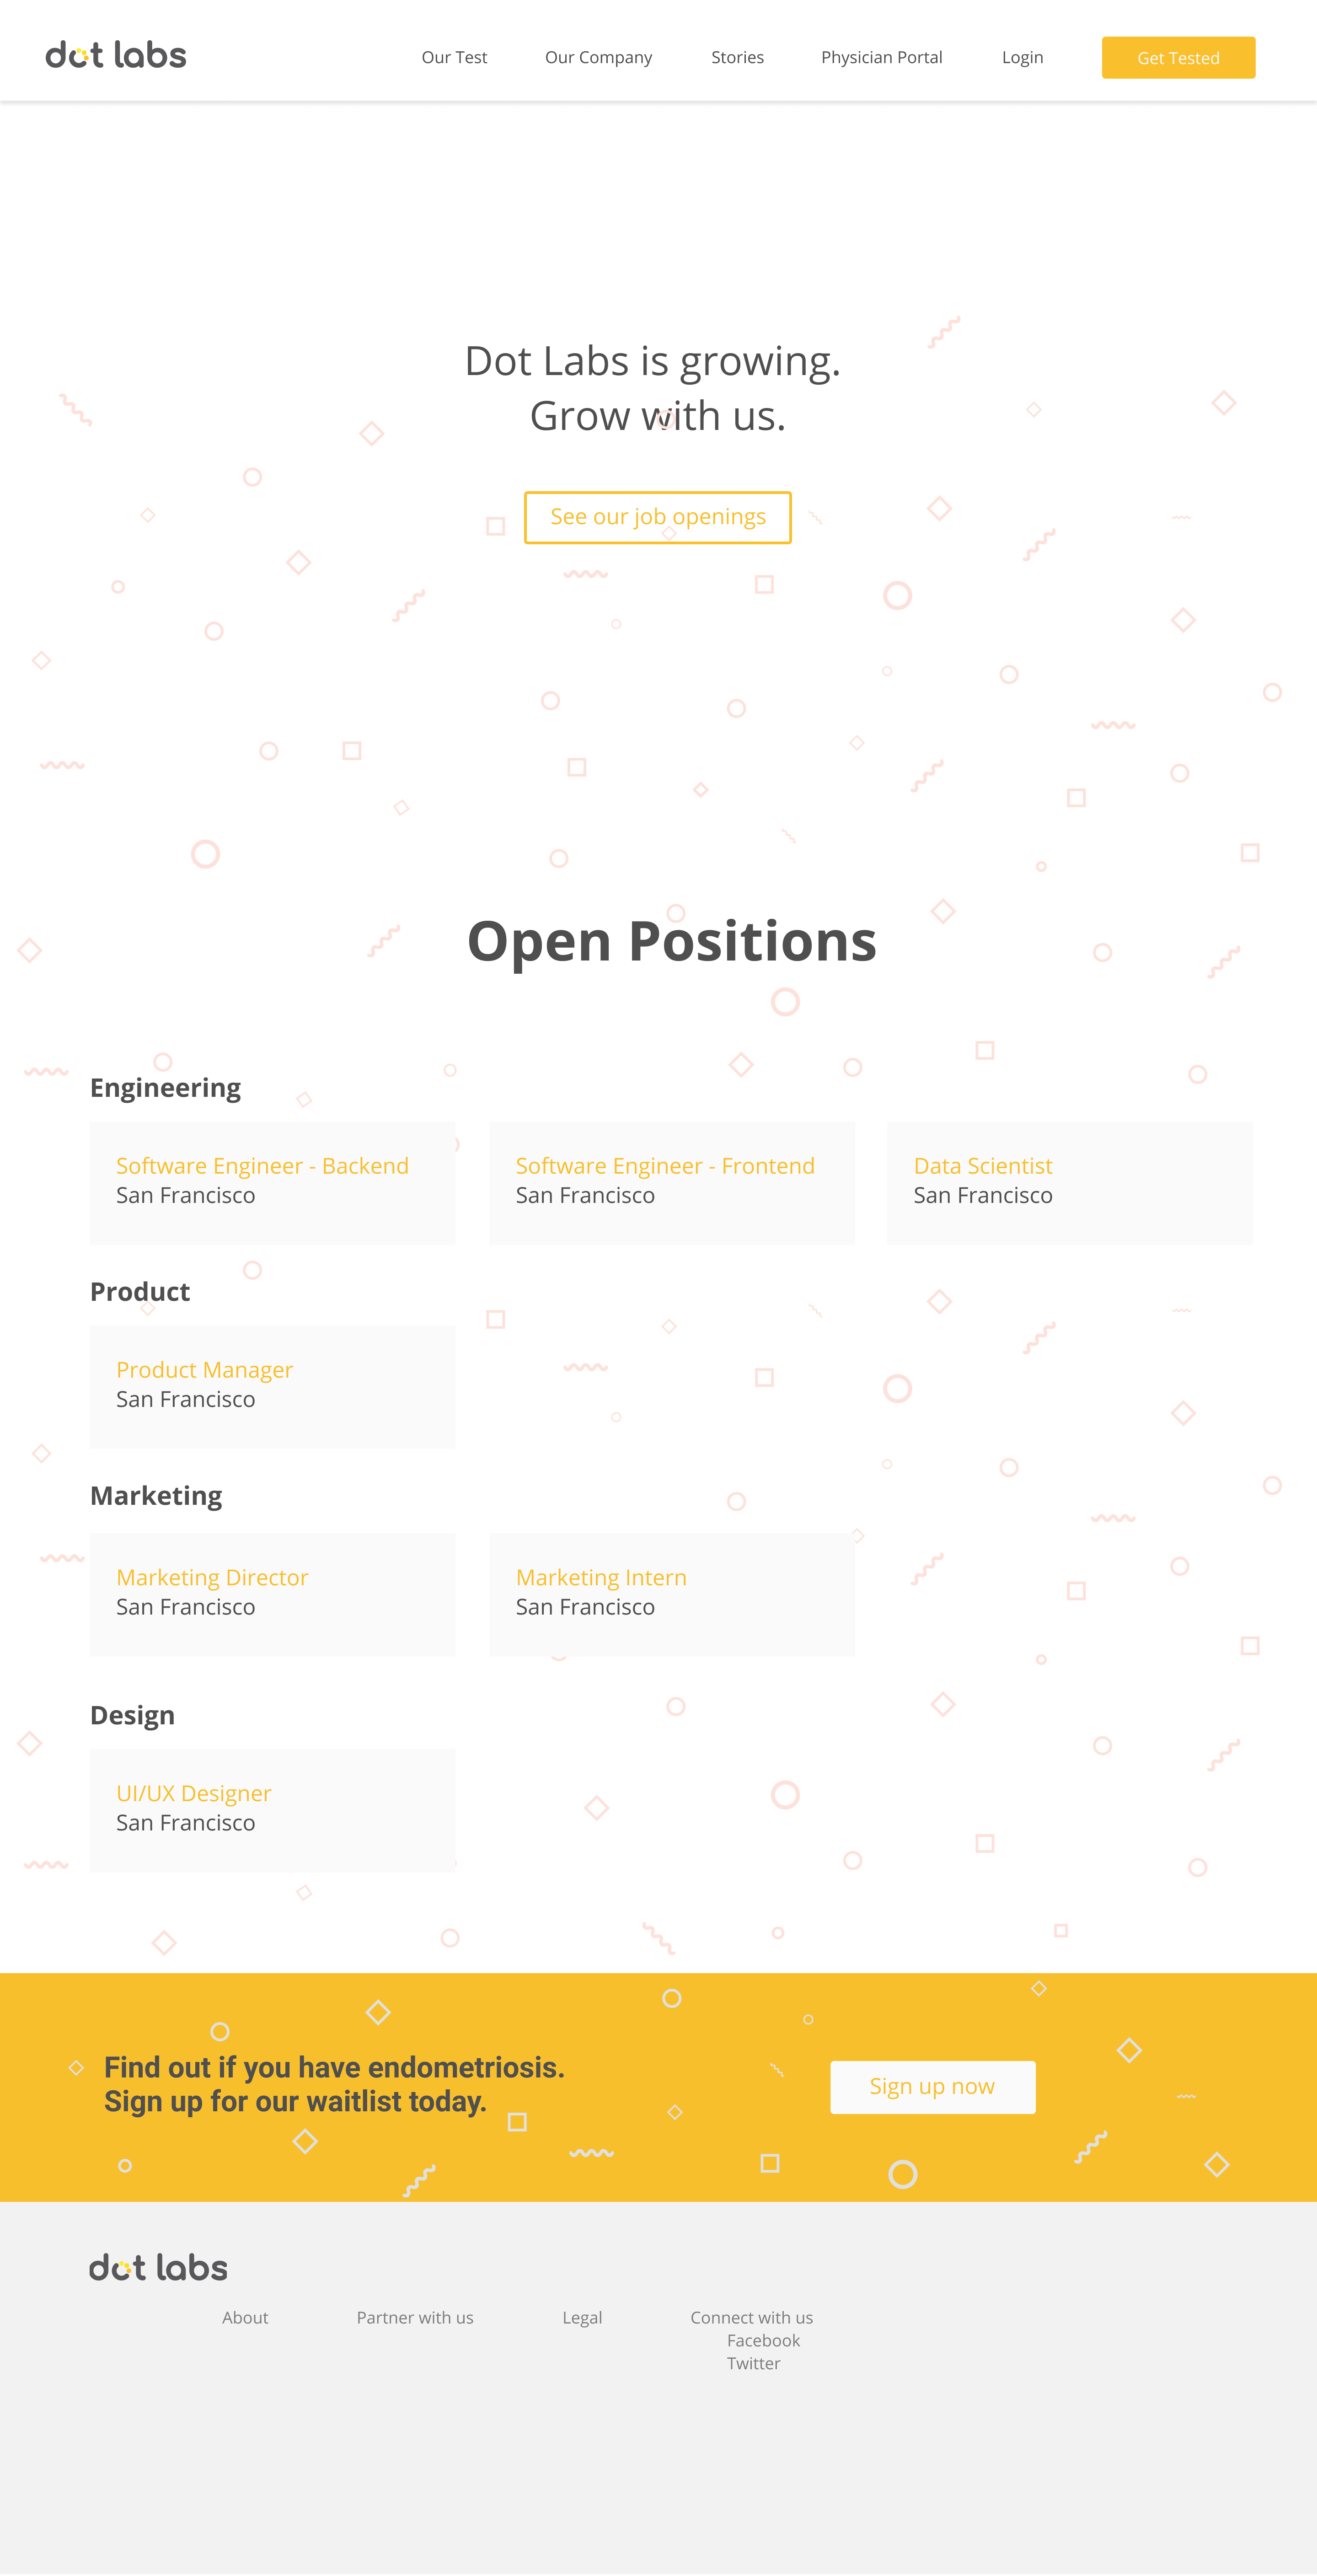 dot labs
Our Test
Our Company
Stories
Physician Portal
Login
Get Tested
Dot Labs is growing.
Grow with us.
See our job openings
Open Positions
Engineering
Software Engineer - Backend
San Francisco
Software Engineer - Frontend
San Francisco
Data Scientist
San Francisco
Product
Product Manager
San Francisco
Marketing
Marketing Director
San Francisco
Marketing Intern
San Francisco
Design
UI/UX Designer
San Francisco
Find out if you have endometriosis.
Sign up for our waitlist today.
Sign up now
dot labs
About
Partner with us
Legal
Connect with us
Facebook
Twitter